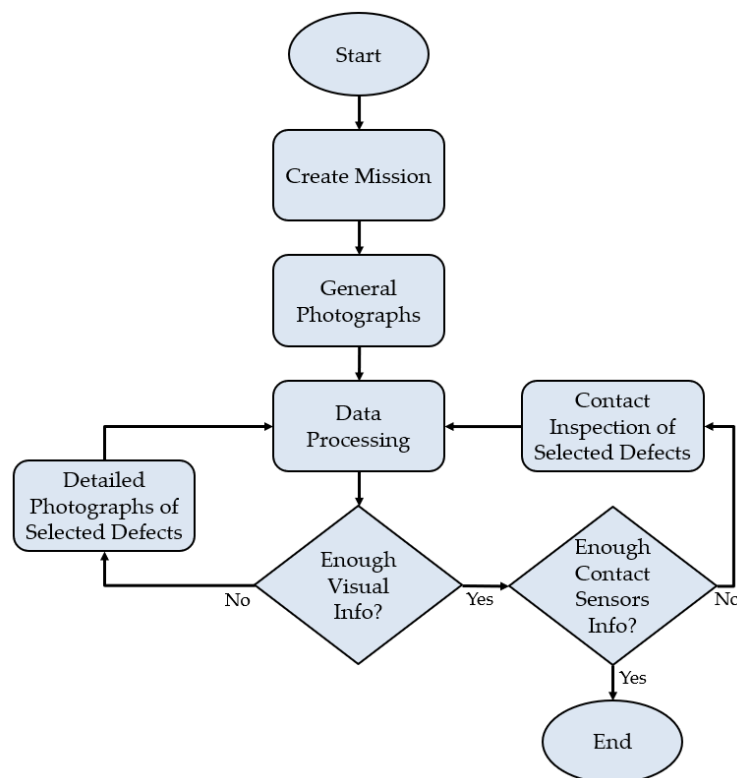 Start
Create Mission
General
Photographs
Data
Processing
Contact
Inspection of
Selected Defects
Detailed
Photographs of
Selected Defects
Enough
Visual
Info?
Enough
Contact
Sensors
Info?
No
Yes
No
Yes
End